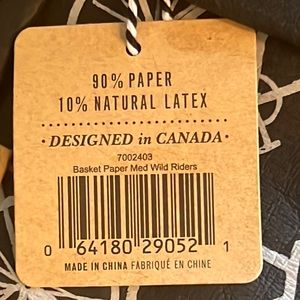 90% PAPER
10% NATURAL LATEX
· DESIGNED in CANADA ·
7002403
Basket Paper Med Wild Riders
0 64180 29052 1
MADE IN CHINA FABRIQUÉ EN CHINE